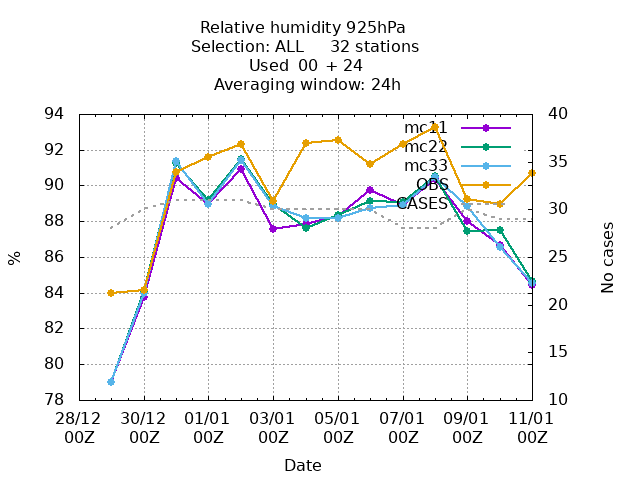 Relative humidity 925hPa
Selection: ALL 32 stations
Used 00 + 24
Averaging window: 24h
94 40
92 35
90 30
88 25
86 20
84 15
82 10
80
78
mc11
mc22
mc33
OBS
CASES
%
No cases
28/12 30/12 01/01 03/01 05/01 07/01 09/01 11/01
00Z 00Z 00Z 00Z 00Z 00Z 00Z 00Z
Date